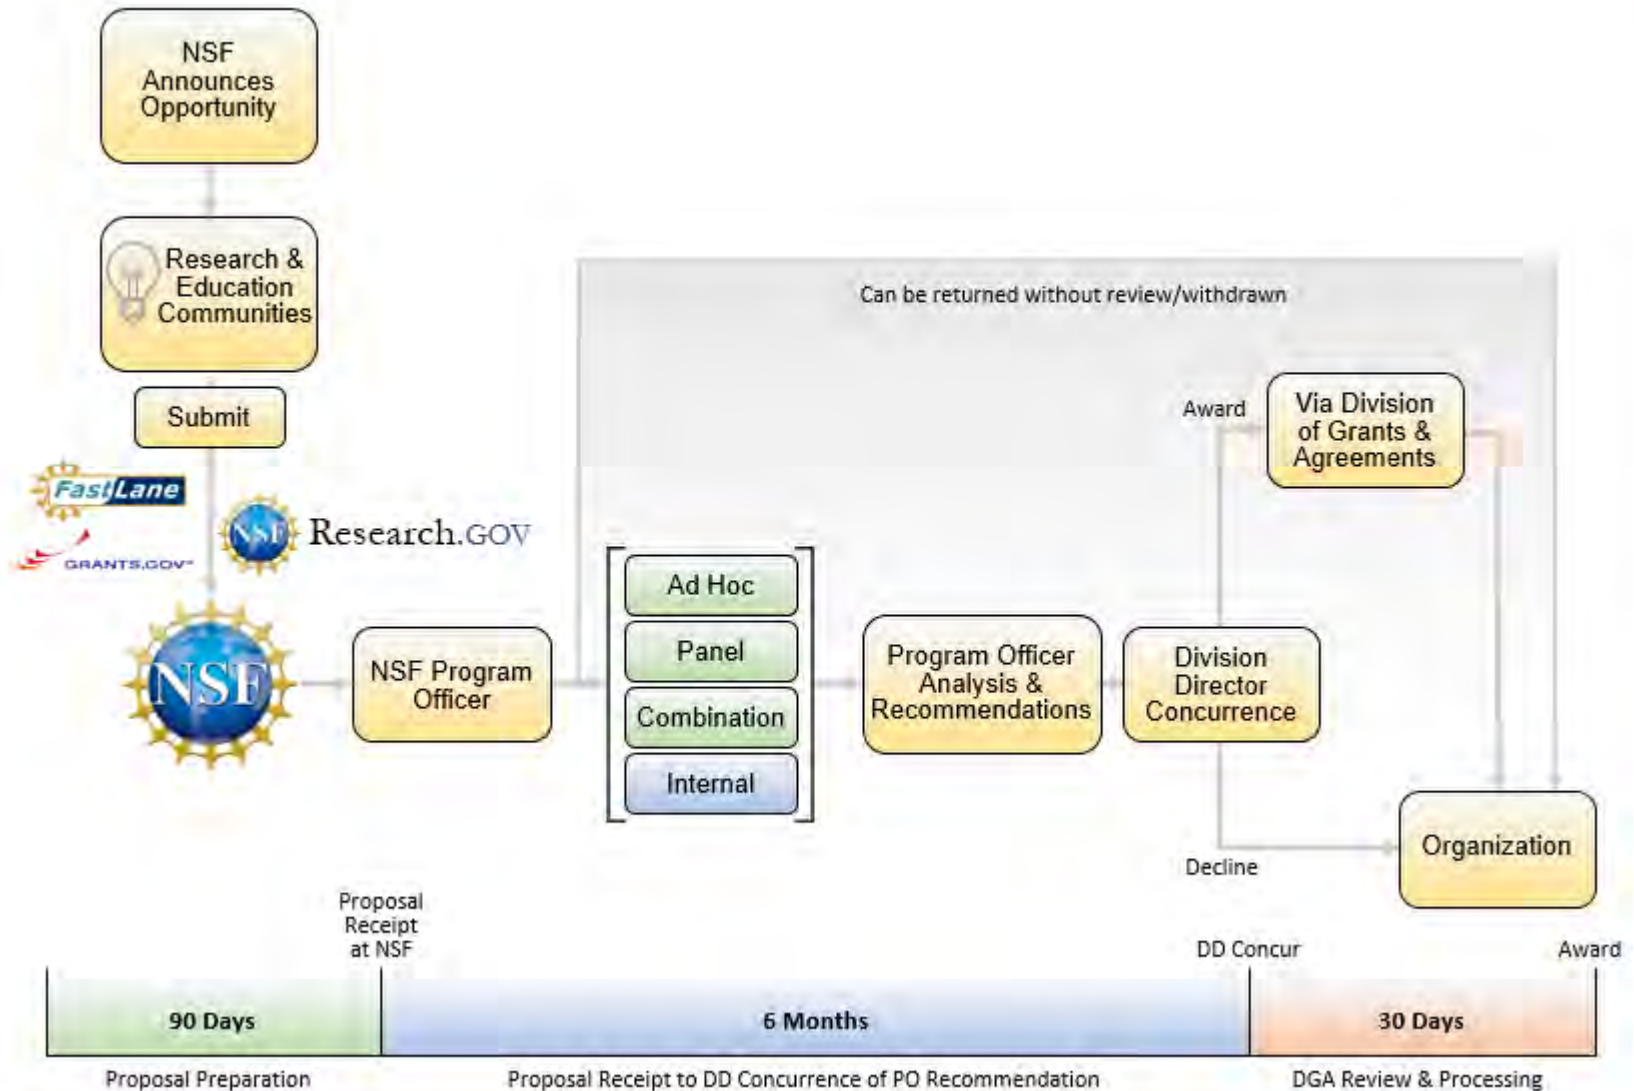 NSF
Announces
Opportunity
Research &
Education
Communities
Submit
FastLane
GRANTS.GOV℠
NSF Research.GOV
NSF
NSF Program
Officer
Can be returned without review/withdrawn
Ad Hoc
Panel
Combination
Internal
Program Officer
Analysis &
Recommendations
Division
Director
Concurrence
Award
Via Division
of Grants &
Agreements
Decline
Organization
Proposal
Receipt
at NSF
DD Concur
Award
90 Days
6 Months
30 Days
Proposal Preparation
Proposal Receipt to DD Concurrence of PO Recommendation
DGA Review & Processing